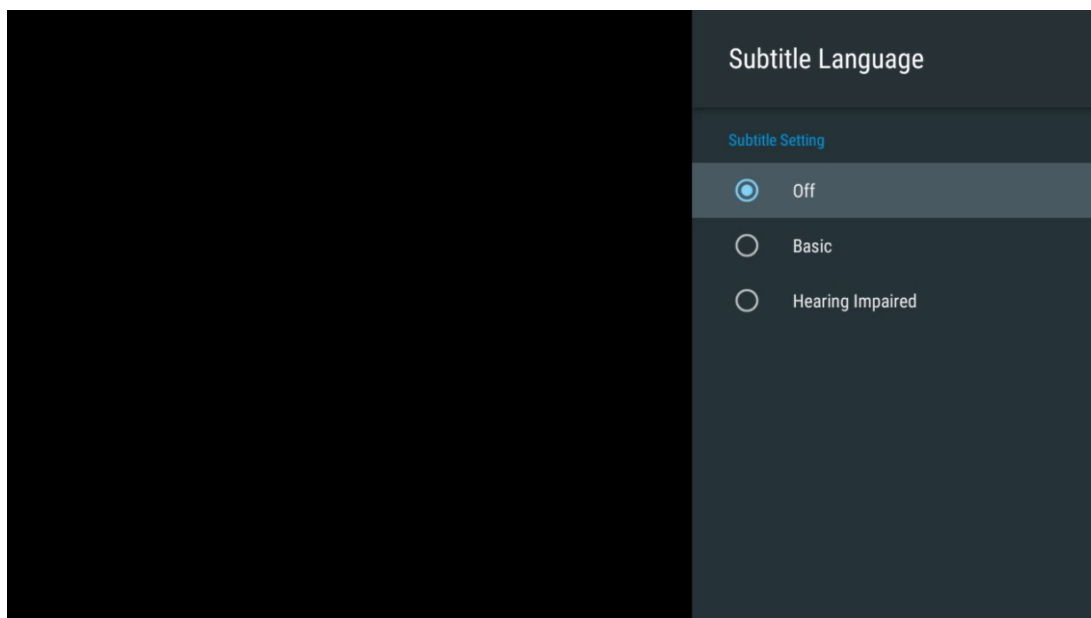 Subtitle Language
Subtitle Setting
Off
Basic
Hearing Impaired